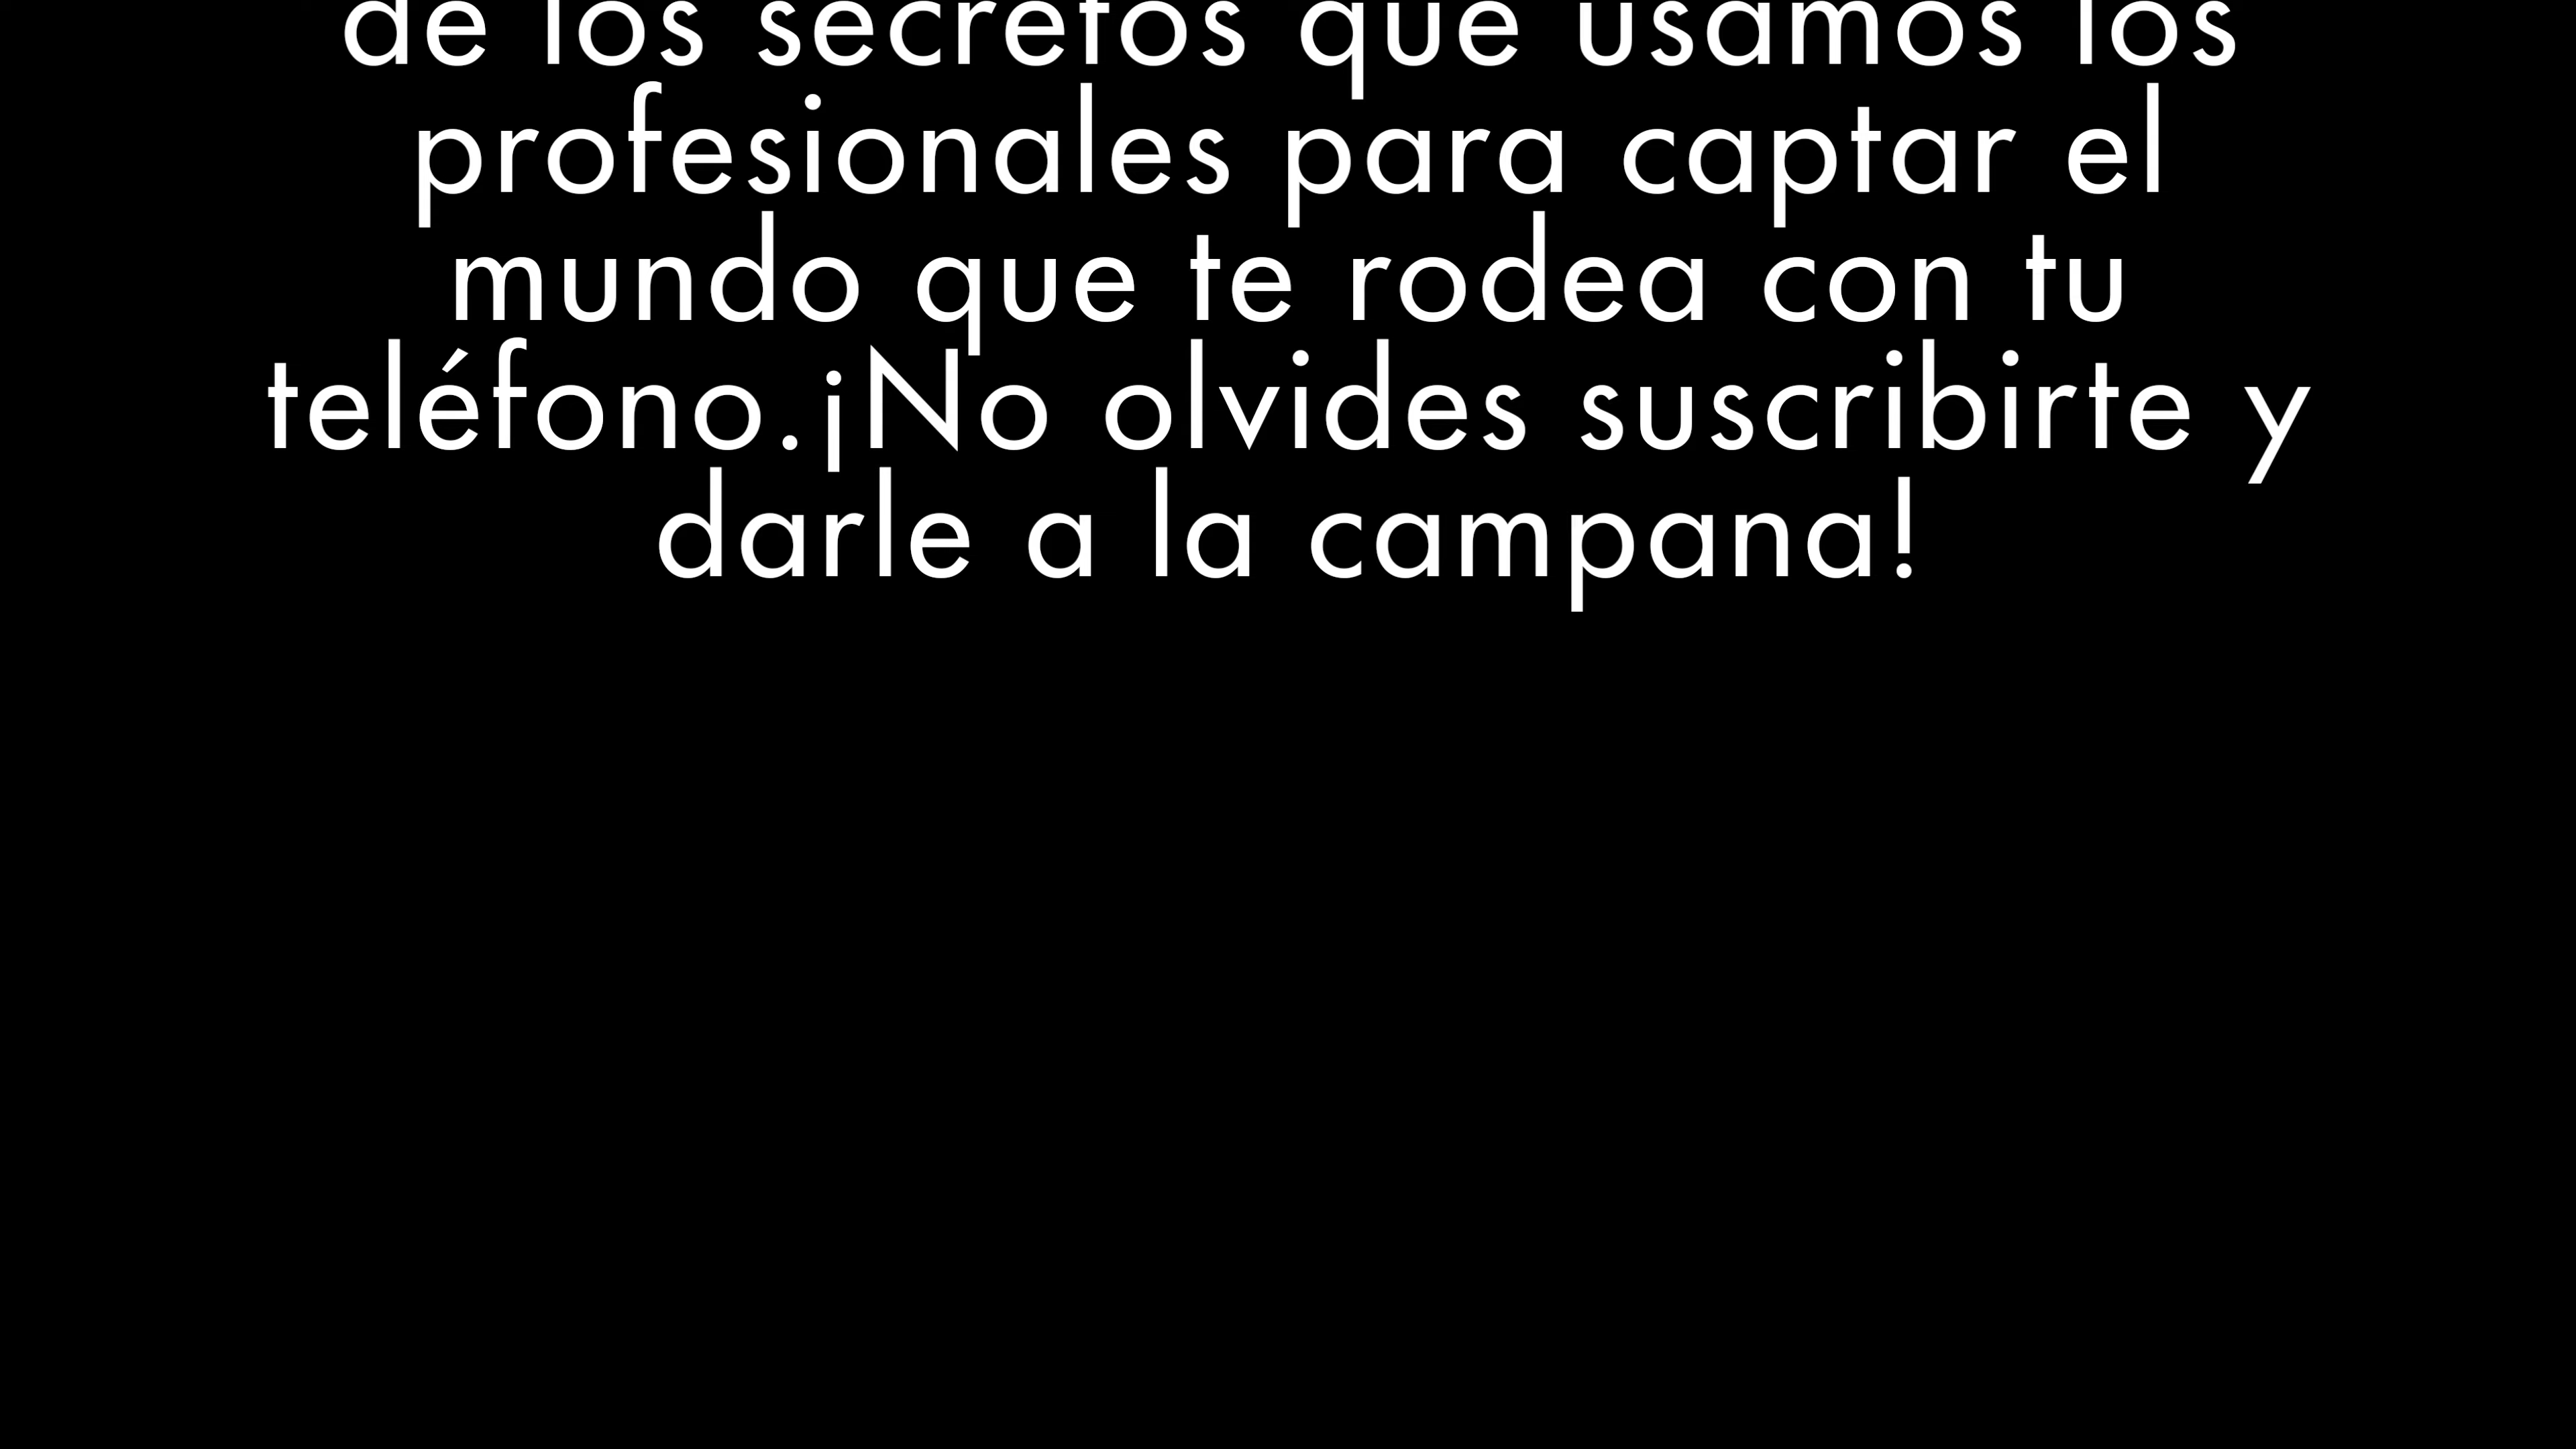 de los secretos que usamos los
profesionales para captar el
mundo que te rodea con tu
teléfono.¡No olvides suscribirte y
darle a la campana!